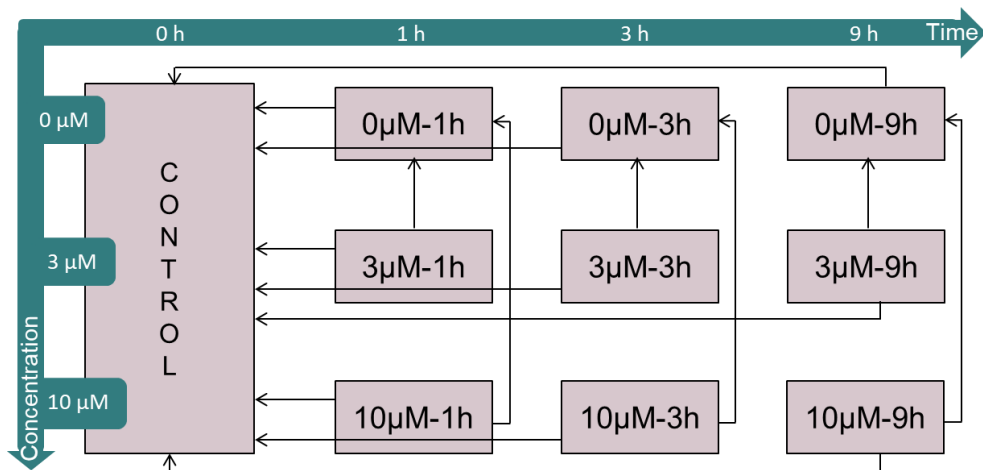 0 h 1 h 3 h 9 h Time
0 µM 0µM-1h 0µM-3h 0µM-9h
CONTROL
3 µM 3µM-1h 3µM-3h 3µM-9h
10 µM 10µM-1h 10µM-3h 10µM-9h
Concentration